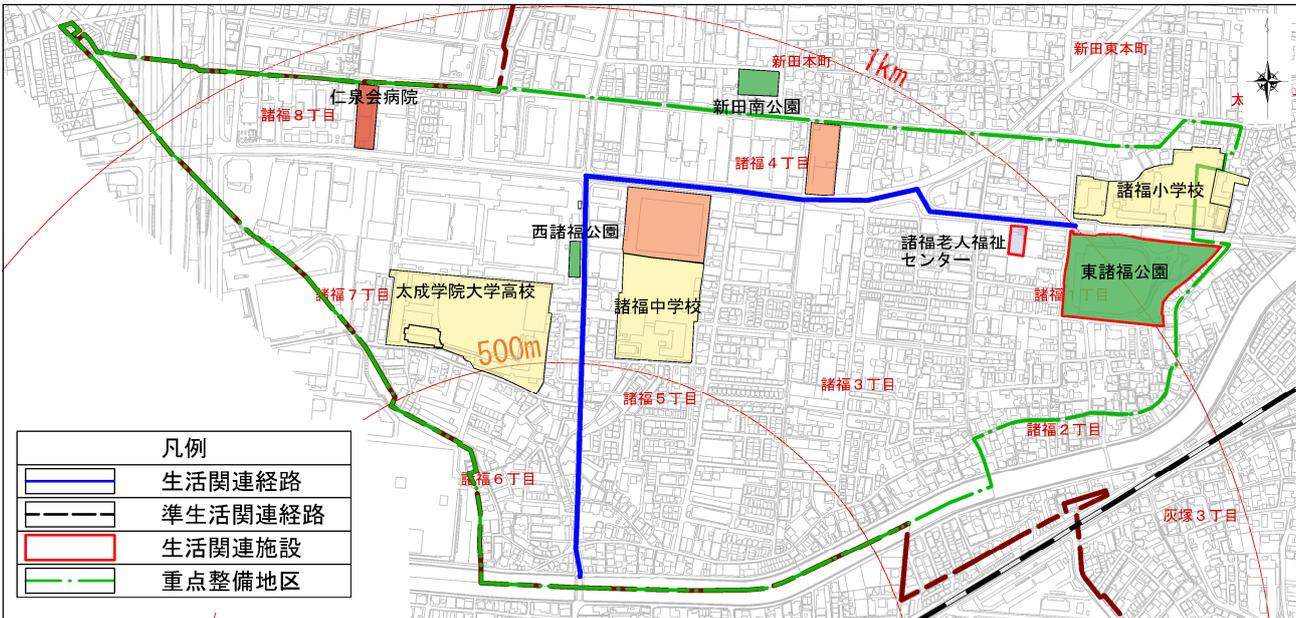 新田東本町
新田本町
1km
太
仁泉会病院
新田南公園
諸福8丁目
諸福4丁目
諸福小学校
西諸福公園
諸福老人福祉
センター
東諸福公園
諸福7丁目
太成学院大学高校
諸福1丁目
諸福中学校
500m
諸福3丁目
諸福5丁目
諸福2丁目
諸福6丁目
灰塚3丁目
凡例
生活関連経路
準生活関連経路
生活関連施設
重点整備地区